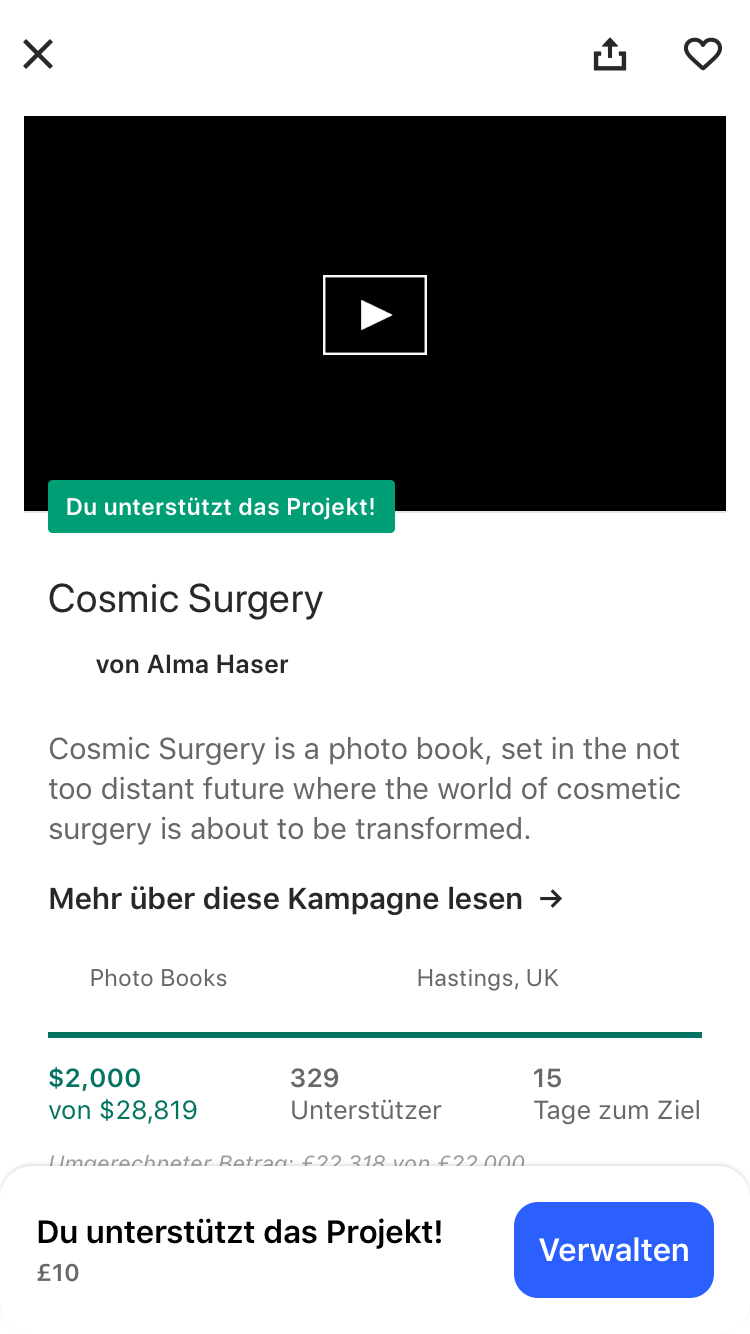 Du unterstützt das Projekt!
Cosmic Surgery
von Alma Haser
Cosmic Surgery is a photo book, set in the not
too distant future where the world of cosmetic
surgery is about to be transformed.
Mehr über diese Kampagne lesen →
Photo Books
Hastings, UK
$2,000
von $28,819
329
Unterstützer
15
Tage zum Ziel
Umgerechneter Betrag: £22,318 von £22,000
Du unterstützt das Projekt!
£10
Verwalten